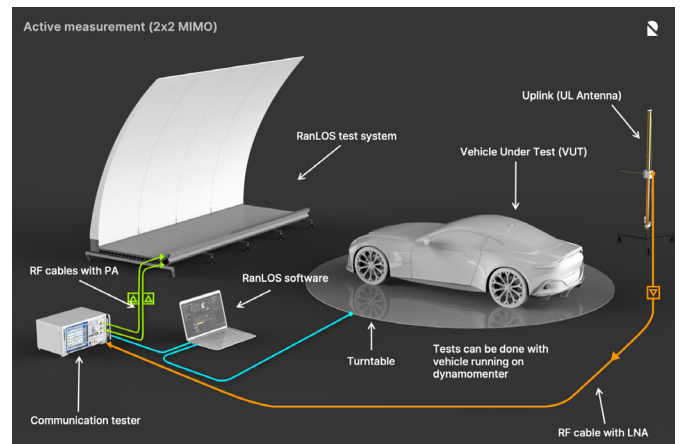 Active measurement (2x2 MIMO)
Uplink (UL Antenna)
RanLOS test system
Vehicle Under Test (VUT)
RF cables with PA
RanLOS software
Turntable
Tests can be done with
vehicle running on
dynamomenter
Communication tester
RF cable with LNA